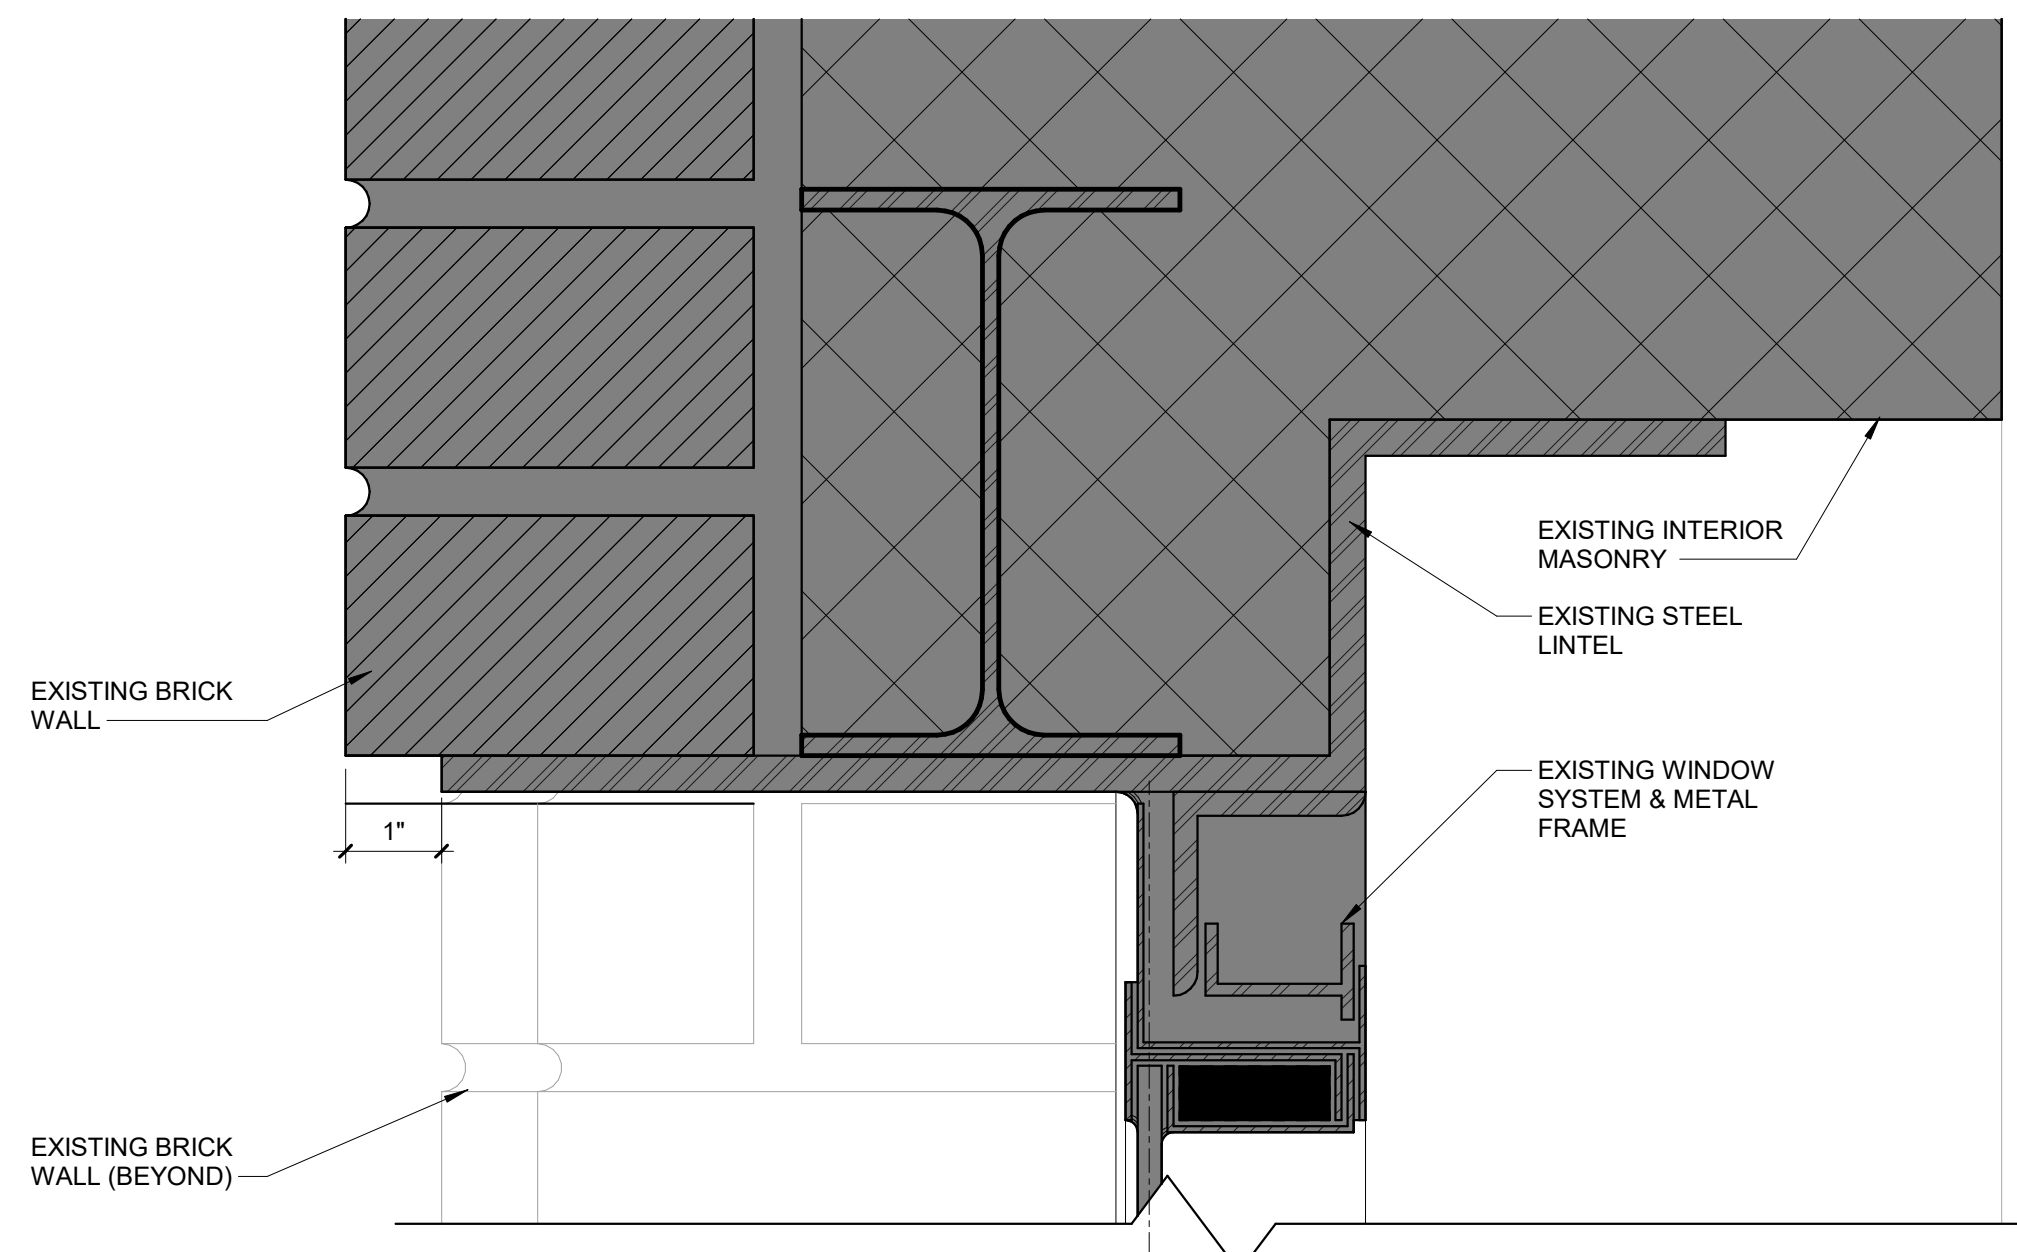 EXISTING INTERIOR
MASONRY
EXISTING STEEL
LINTEL
EXISTING BRICK
WALL
EXISTING WINDOW
SYSTEM & METAL
FRAME
1"
EXISTING BRICK
WALL (BEYOND)